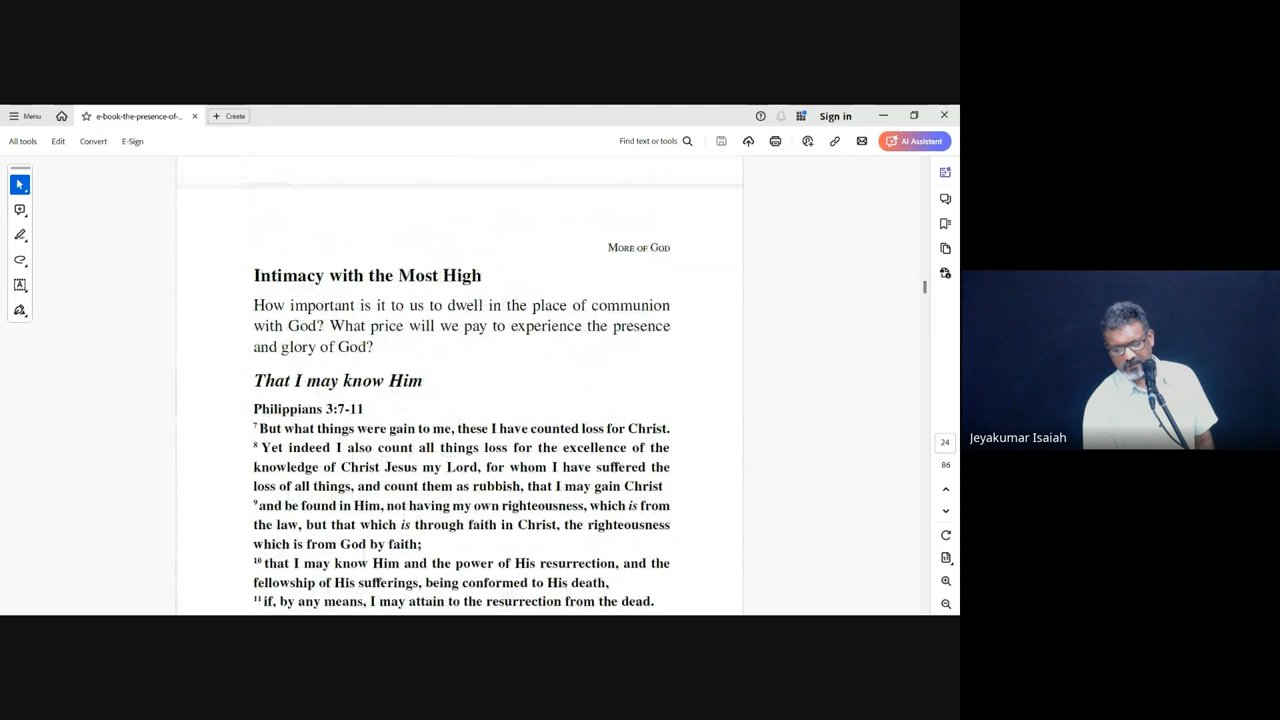 Menu
e-book-the-presence-of-...
Create
Sign in
All tools
Edit
Convert
E-Sign
Find text or tools
AI Assistant
MORE OF GOD
Intimacy with the Most High
How important is it to us to dwell in the place of communion
with God? What price will we pay to experience the presence
and glory of God?
That I may know Him
Philippians 3:7-11
7 But what things were gain to me, these I have counted loss for Christ.
8 Yet indeed I also count all things loss for the excellence of the
knowledge of Christ Jesus my Lord, for whom I have suffered the
loss of all things, and count them as rubbish, that I may gain Christ
9 and be found in Him, not having my own righteousness, which is from
the law, but that which is through faith in Christ, the righteousness
which is from God by faith;
10 that I may know Him and the power of His resurrection, and the
fellowship of His sufferings, being conformed to His death,
11 if, by any means, I may attain to the resurrection from the dead.
24
86
Jeyakumar Isaiah